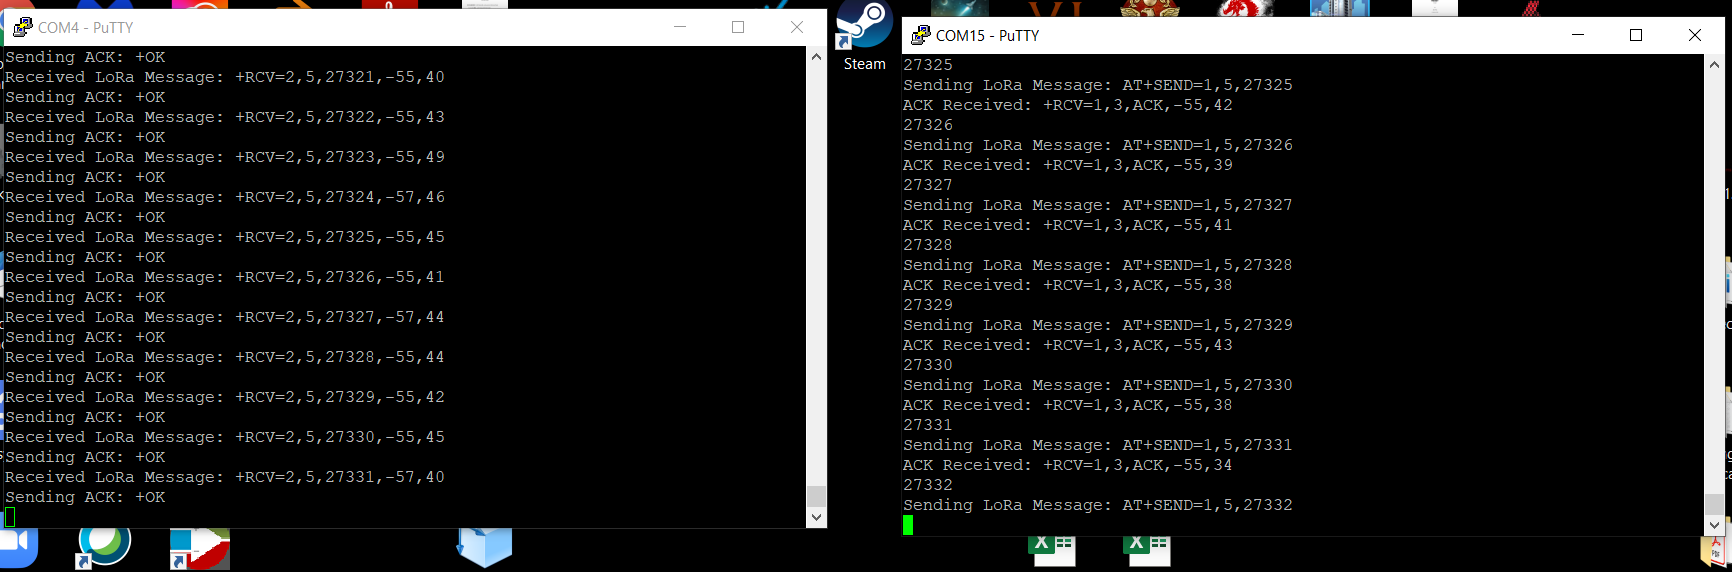 COM4 - PuTTY
Sending ACK: +OK
Received LoRa Message: +RCV=2,5,27321,-55,40
Sending ACK: +OK
Received LoRa Message: +RCV=2,5,27322,-55,43
Sending ACK: +OK
Received LoRa Message: +RCV=2,5,27323,-55,49
Sending ACK: +OK
Received LoRa Message: +RCV=2,5,27324,-57,46
Sending ACK: +OK
Received LoRa Message: +RCV=2,5,27325,-55,45
Sending ACK: +OK
Received LoRa Message: +RCV=2,5,27326,-55,41
Sending ACK: +OK
Received LoRa Message: +RCV=2,5,27327,-57,44
Sending ACK: +OK
Received LoRa Message: +RCV=2,5,27328,-55,44
Sending ACK: +OK
Received LoRa Message: +RCV=2,5,27329,-55,42
Sending ACK: +OK
Received LoRa Message: +RCV=2,5,27330,-55,45
Sending ACK: +OK
Received LoRa Message: +RCV=2,5,27331,-57,40
Sending ACK: +OK
Steam
COM15 - PuTTY
27325
Sending LoRa Message: AT+SEND=1,5,27325
ACK Received: +RCV=1,3,ACK,-55,42
27326
Sending LoRa Message: AT+SEND=1,5,27326
ACK Received: +RCV=1,3,ACK,-55,39
27327
Sending LoRa Message: AT+SEND=1,5,27327
ACK Received: +RCV=1,3,ACK,-55,41
27328
Sending LoRa Message: AT+SEND=1,5,27328
ACK Received: +RCV=1,3,ACK,-55,38
27329
Sending LoRa Message: AT+SEND=1,5,27329
ACK Received: +RCV=1,3,ACK,-55,43
27330
Sending LoRa Message: AT+SEND=1,5,27330
ACK Received: +RCV=1,3,ACK,-55,38
27331
Sending LoRa Message: AT+SEND=1,5,27331
ACK Received: +RCV=1,3,ACK,-55,34
27332
Sending LoRa Message: AT+SEND=1,5,27332